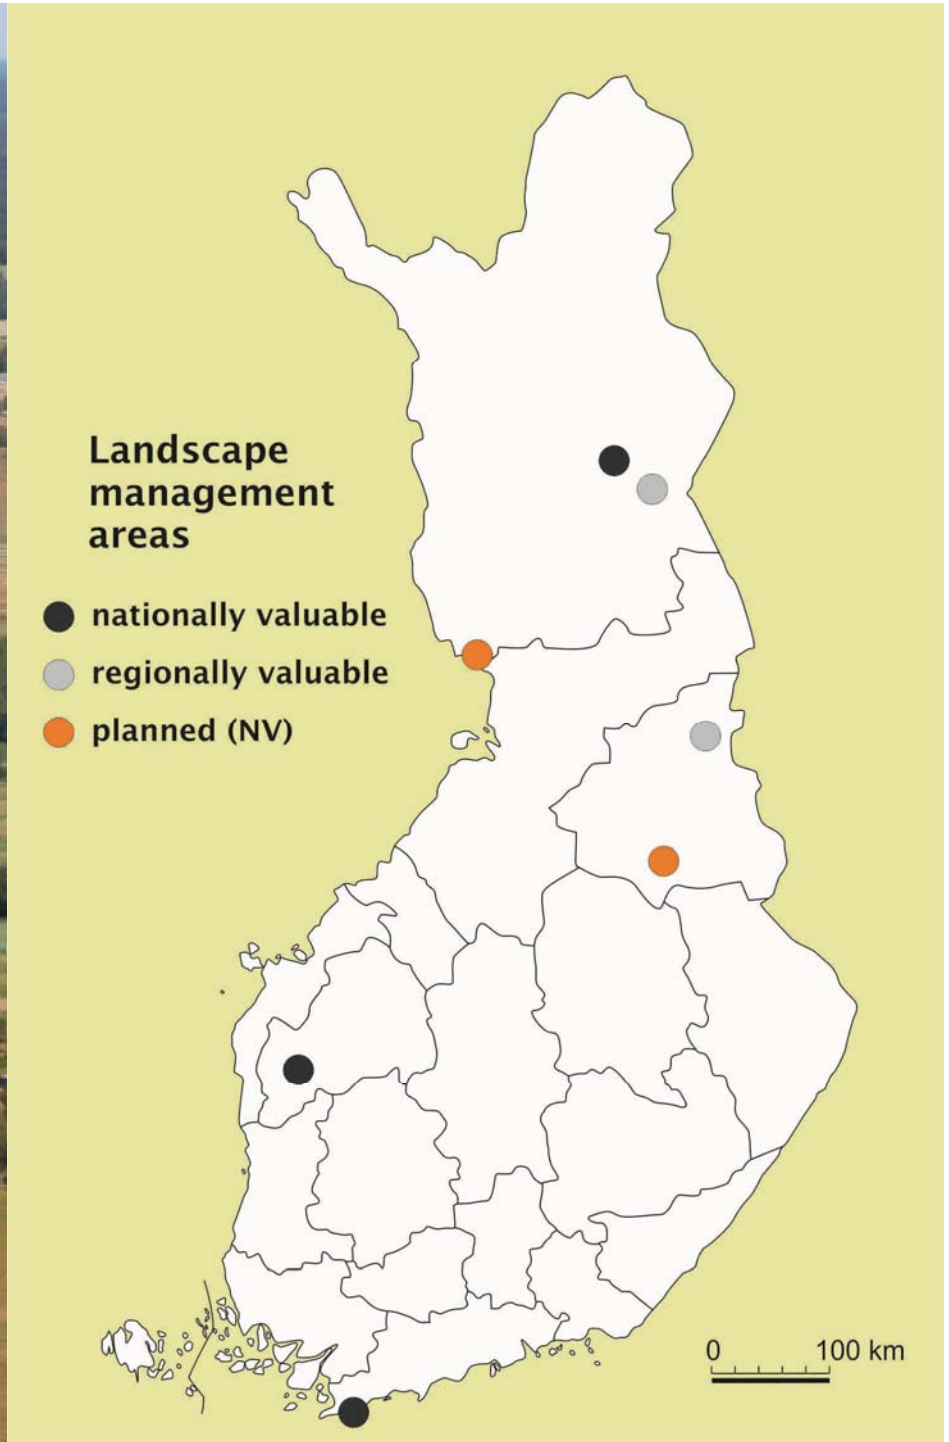 Landscape
management
areas
nationally valuable
regionally valuable
planned (NV)
0 100 km